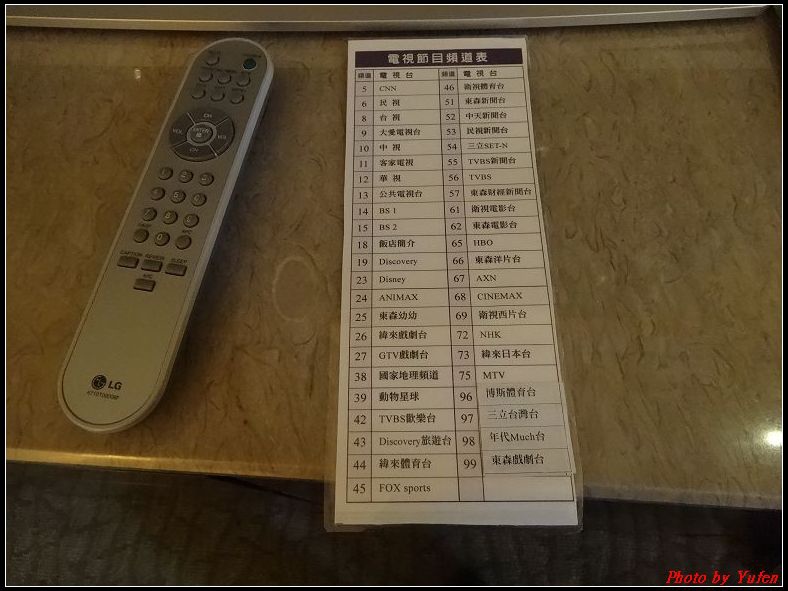 電視節目頻道表
頻道 電視台 頻道 電視台
5 CNN 46 衛視體育台
6 民視 51 東森新聞台
8 台視 52 中天新聞台
9 大愛電視台 53 民視新聞台
10 中視 54 三立SET-N
11 客家電視 55 TVBS新聞台
12 華視 56 TVBS
13 公共電視台 57 東森財經新聞台
14 BS 1 61 衛視電影台
15 BS 2 62 東森電影台
18 飯店簡介 65 HBO
19 Discovery 66 東森洋片台
23 Disney 67 AXN
24 ANIMAX 68 CINEMAX
25 東森幼幼 69 衛視西片台
26 緯來戲劇台 72 NHK
27 GTV戲劇台 73 緯來日本台
38 國家地理頻道 75 MTV
39 動物星球 96 博斯體育台
42 TVBS歡樂台 97 三立台灣台
43 Discovery旅遊台 98 年代Much台
44 緯來體育台 99 東森戲劇台
45 FOX sports
CH
VOL ENTER VOL
CH
CAPTION REVIEW SLEEP
ARC
LG
Photo by Yufen